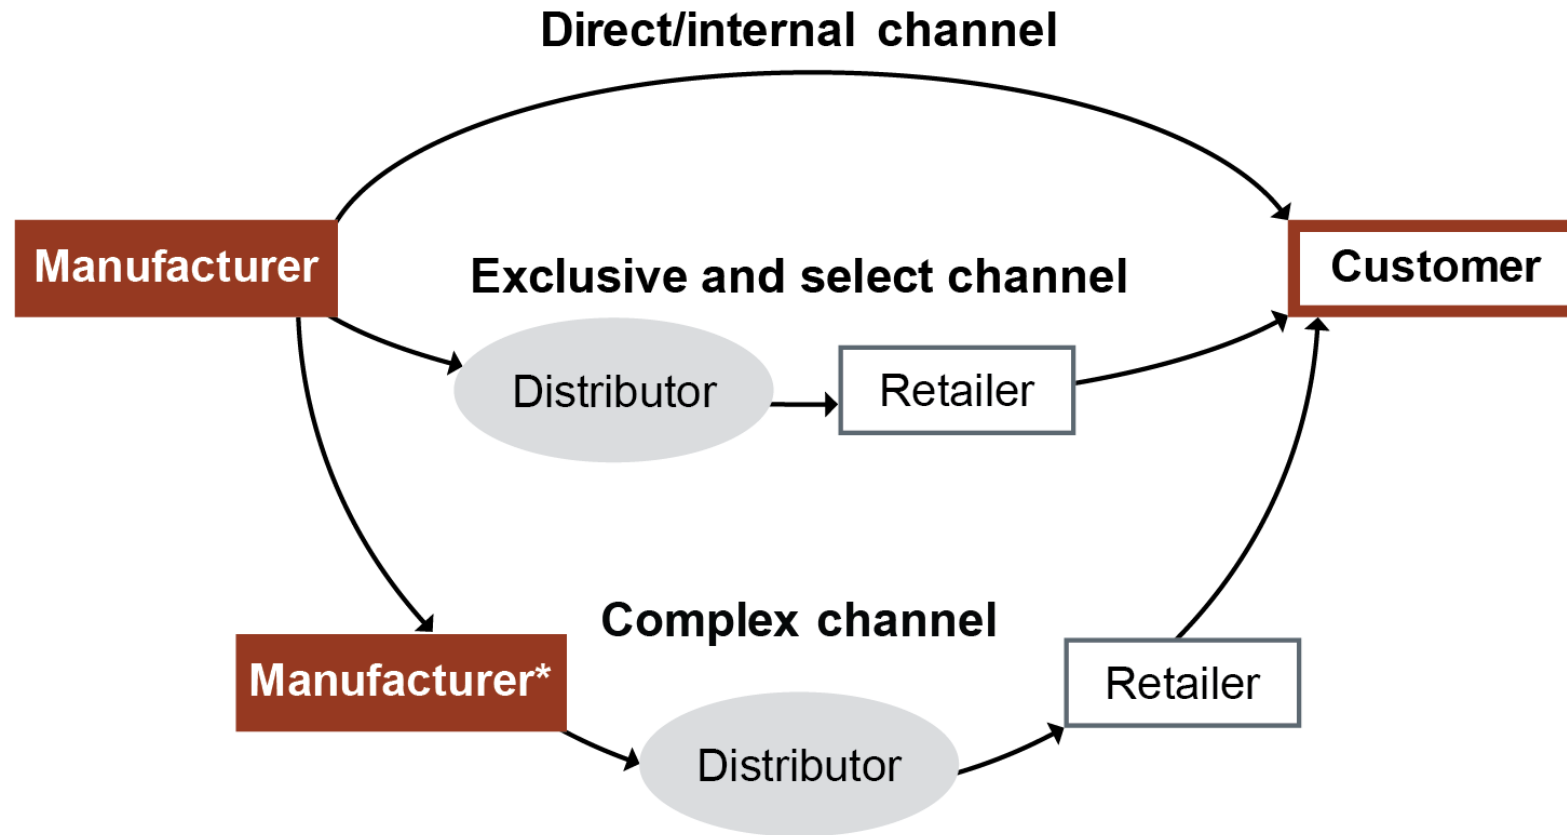 Direct/internal channel
Manufacturer
Customer
Exclusive and select channel
Distributor
Retailer
Complex channel
Manufacturer*
Retailer
Distributor